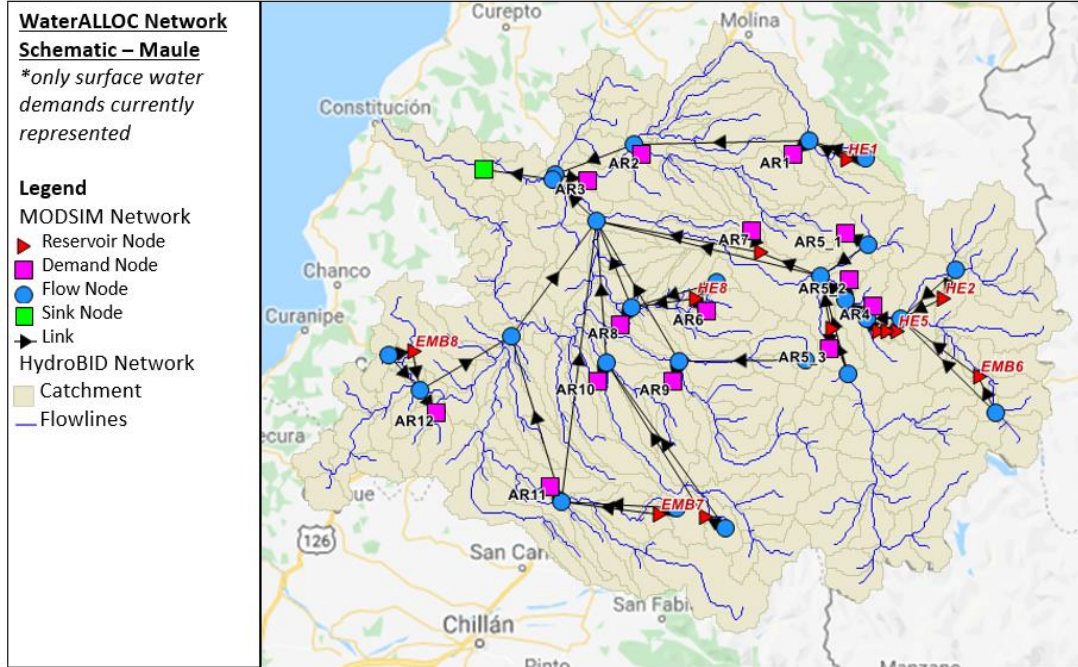 WaterALLOC Network
Schematic – Maule
*only surface water
demands currently
represented
Legend
MODSIM Network
Reservoir Node
Demand Node
Flow Node
Sink Node
Link
HydroBID Network
Catchment
Flowlines
Curepto
Molina
Constitución
HE1
AR2
AR1
AR3
AR7
AR5_1
Chanco
AR5_2
HE2
HE8
Curanipe
AR8
AR6
AR4
HE5
EMB8
AR5_3
EMB6
AR10
AR9
AR12
ecura
AR11
EMB7
que
126
San Car
San Fabi
Chillán
Pinto